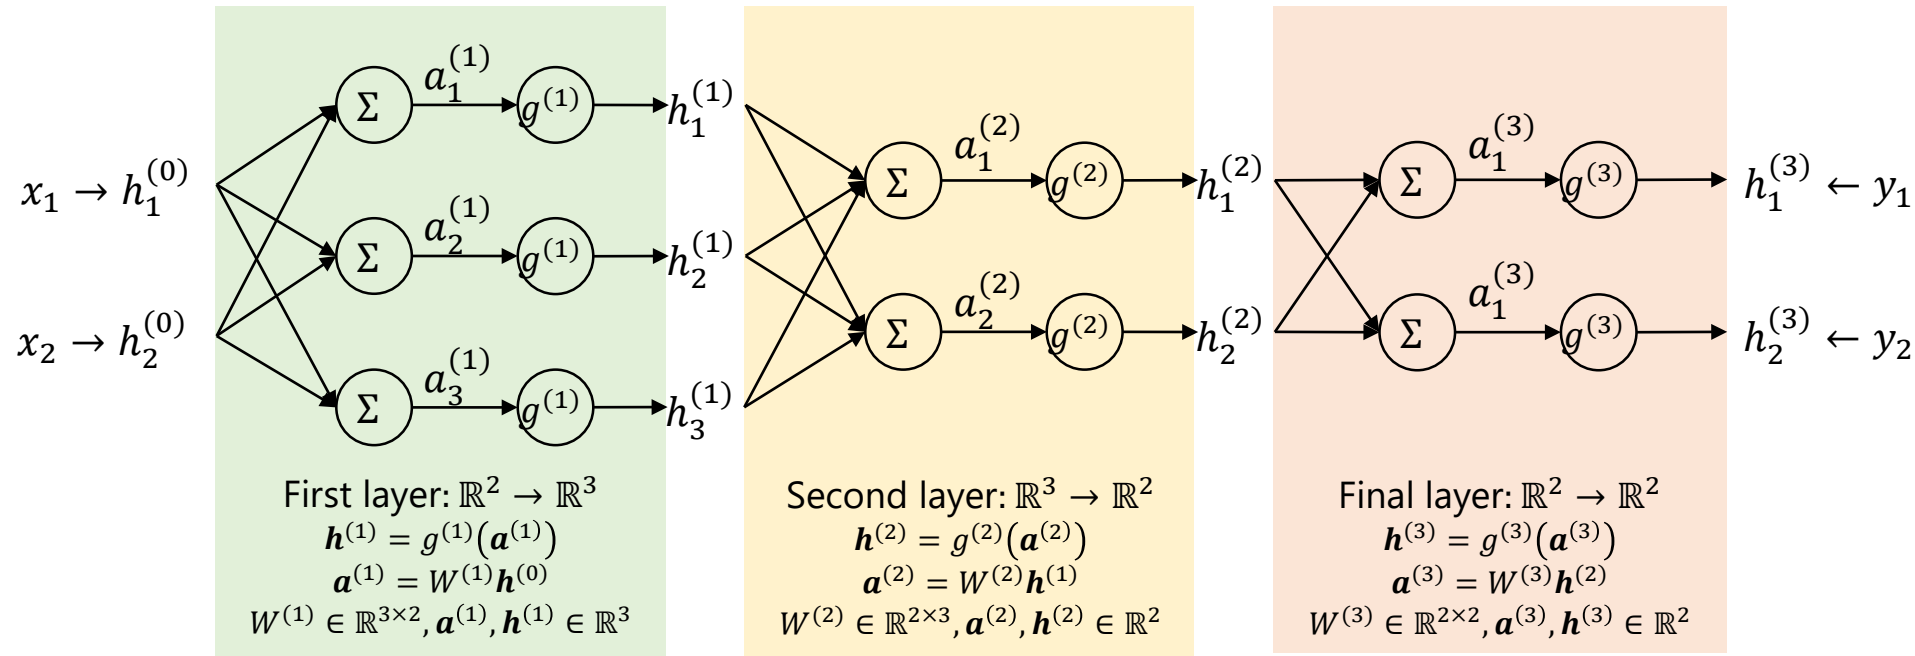 x₁ → h₁⁽⁰⁾
x₂ → h₂⁽⁰⁾
Σ a₁⁽¹⁾ g⁽¹⁾ h₁⁽¹⁾
Σ a₂⁽¹⁾ g⁽¹⁾ h₂⁽¹⁾
Σ a₃⁽¹⁾ g⁽¹⁾ h₃⁽¹⁾
First layer: ℝ² → ℝ³
𝒉⁽¹⁾ = g⁽¹⁾(𝒂⁽¹⁾)
𝒂⁽¹⁾ = W⁽¹⁾𝒉⁽⁰⁾
W⁽¹⁾ ∈ ℝ³ˣ², 𝒂⁽¹⁾, 𝒉⁽¹⁾ ∈ ℝ³
Σ a₁⁽²⁾ g⁽²⁾ h₁⁽²⁾
Σ a₂⁽²⁾ g⁽²⁾ h₂⁽²⁾
Second layer: ℝ³ → ℝ²
𝒉⁽²⁾ = g⁽²⁾(𝒂⁽²⁾)
𝒂⁽²⁾ = W⁽²⁾𝒉⁽¹⁾
W⁽²⁾ ∈ ℝ²ˣ³, 𝒂⁽²⁾, 𝒉⁽²⁾ ∈ ℝ²
Σ a₁⁽³⁾ g⁽³⁾ h₁⁽³⁾ ← y₁
Σ a₁⁽³⁾ g⁽³⁾ h₂⁽³⁾ ← y₂
Final layer: ℝ² → ℝ²
𝒉⁽³⁾ = g⁽³⁾(𝒂⁽³⁾)
𝒂⁽³⁾ = W⁽³⁾𝒉⁽²⁾
W⁽³⁾ ∈ ℝ²ˣ², 𝒂⁽³⁾, 𝒉⁽³⁾ ∈ ℝ²